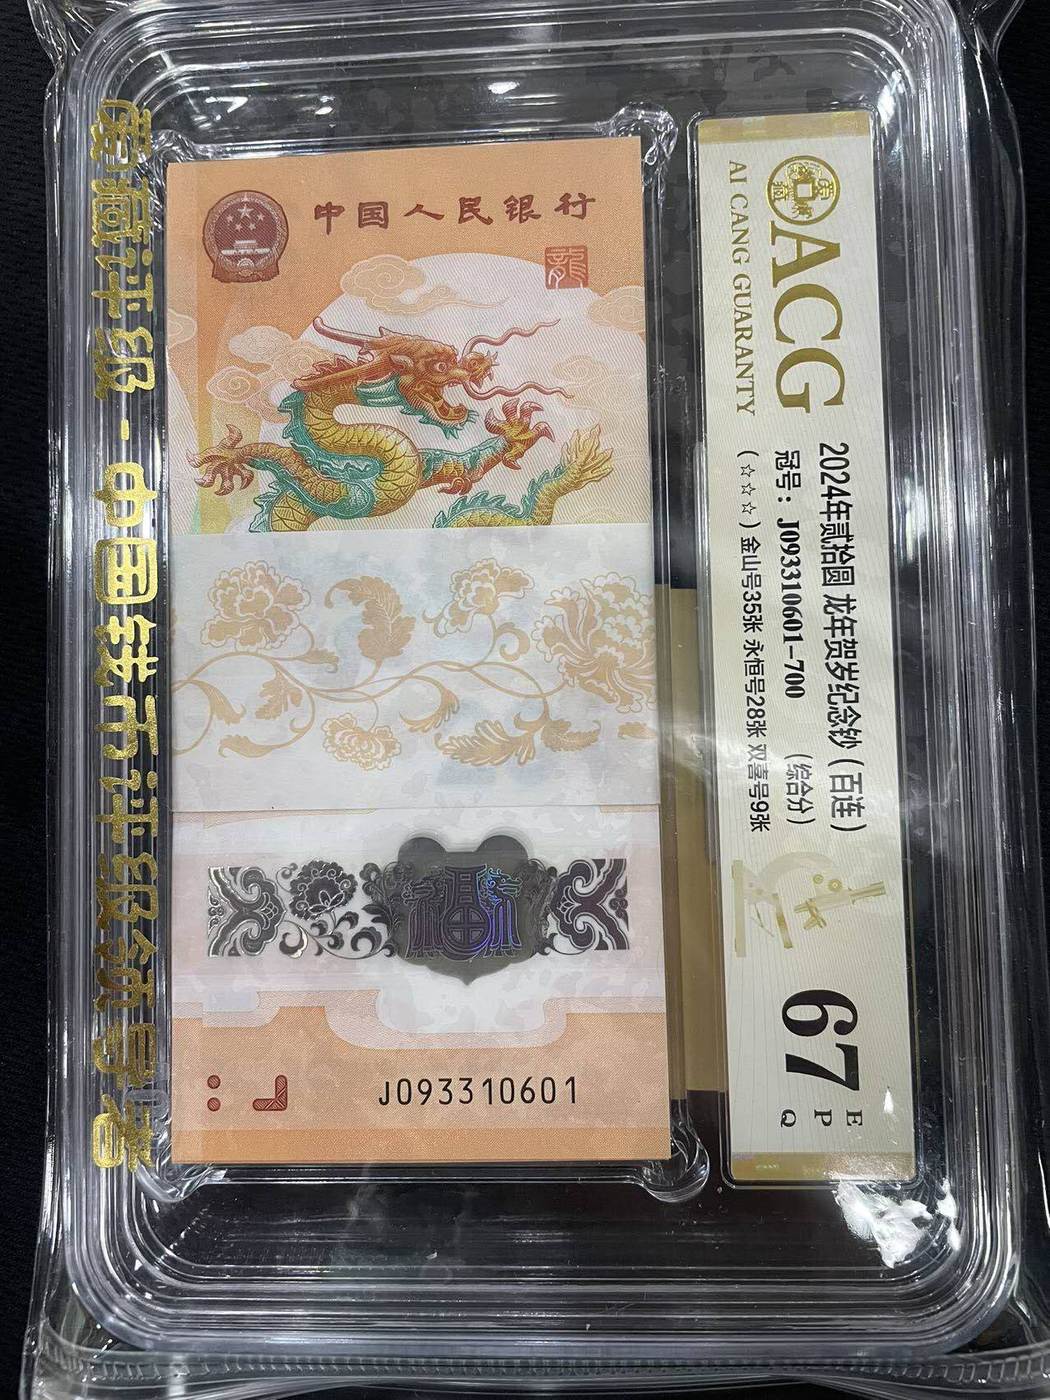 爱藏评级-中国钱币评级领导者
中国人民银行
龍
福
J093310601
ACG
AI CANG GUARANTY
2024年贰拾圆 龙年贺岁纪念钞(百连)
冠号:J093310601-700 (综合分)
(☆☆☆)金山号35张 永恒号28张 双喜号9张
67
E
P
Q